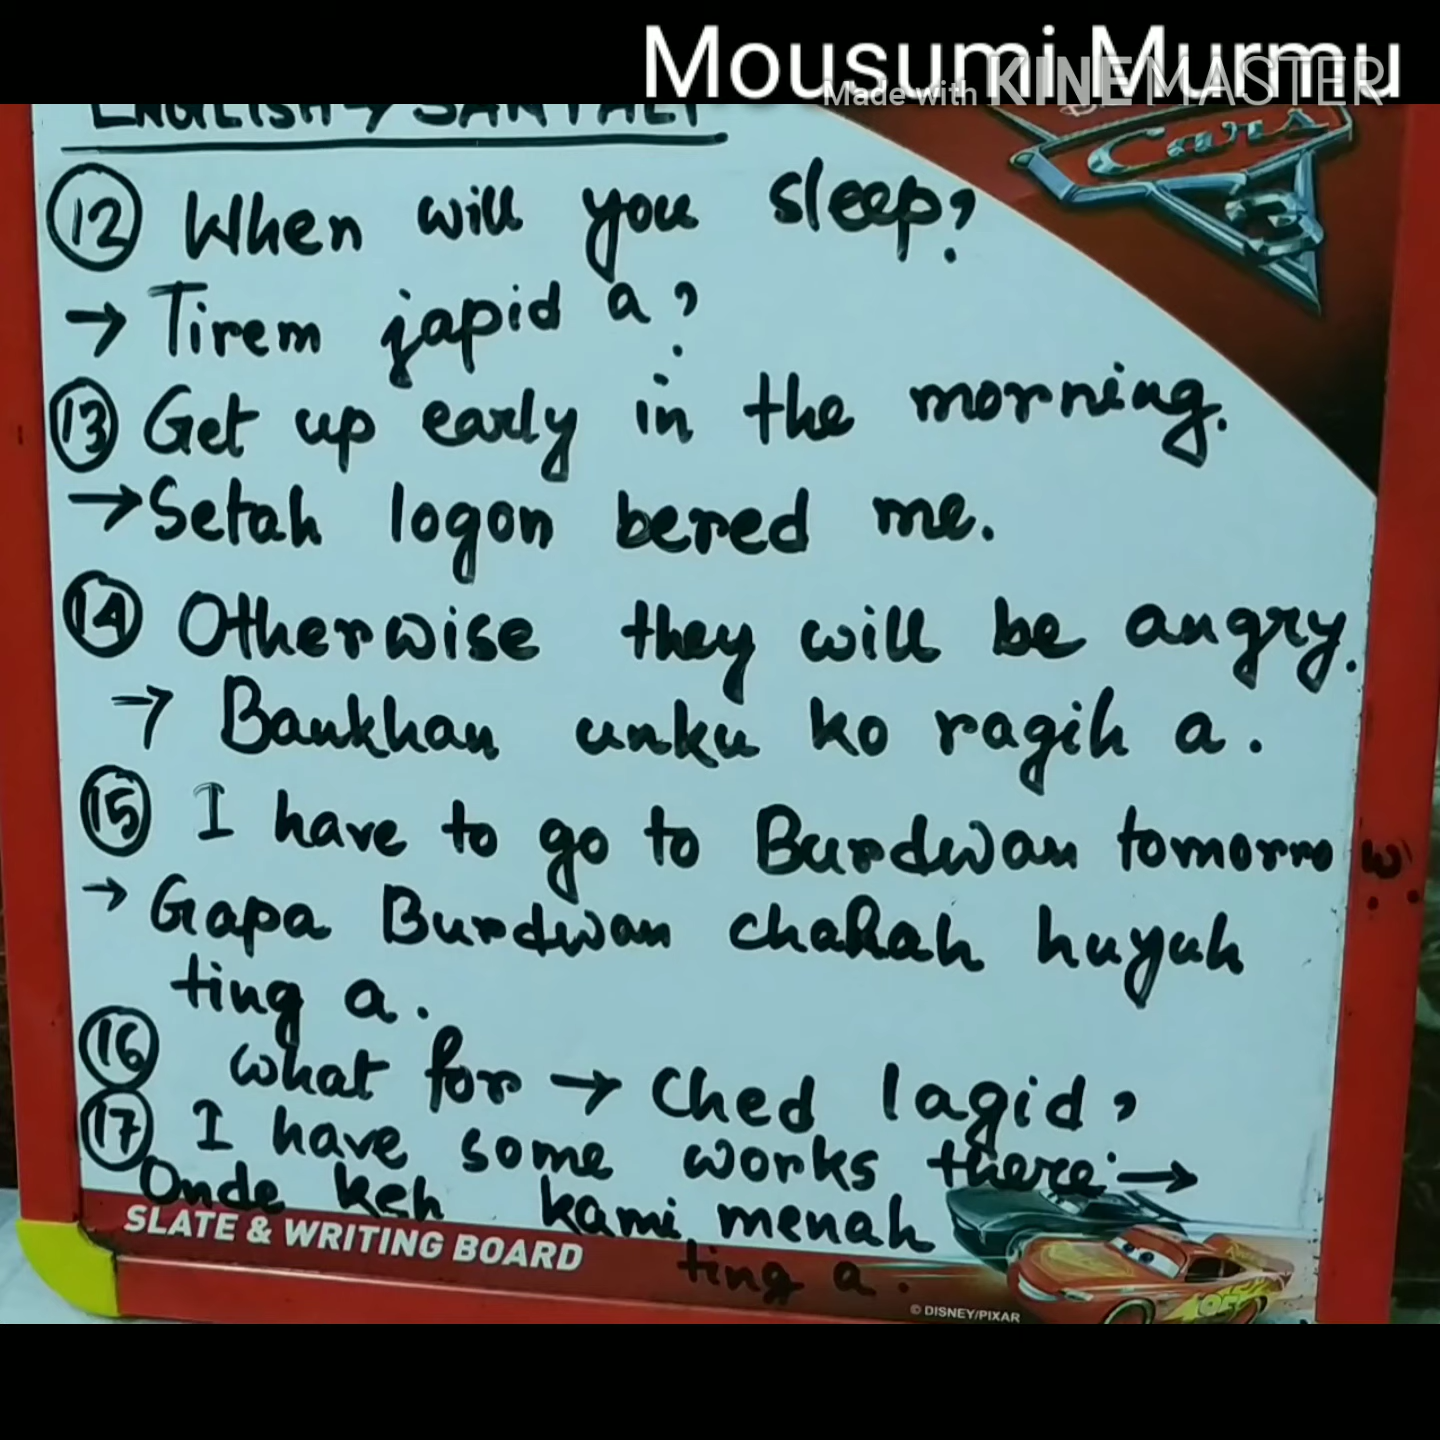 Mousumi Murmu
Made with KINEMASTER
ENGLISH → SANTHALI
Cars
3
(12) When will you sleep?
→ Tirem japid a?
(13) Get up early in the morning.
→ Setah logon bered me.
(14) Otherwise they will be angry.
→ Bankhan unku ko ragih a.
(15) I have to go to Burdwan tomorrow.
→ Gapa Burdwan chalah huyuh
ting a.
(16) What for → Ched lagid?
(17) I have some works there →
Onde keh kami menah
ting a.
SLATE & WRITING BOARD
© DISNEY/PIXAR